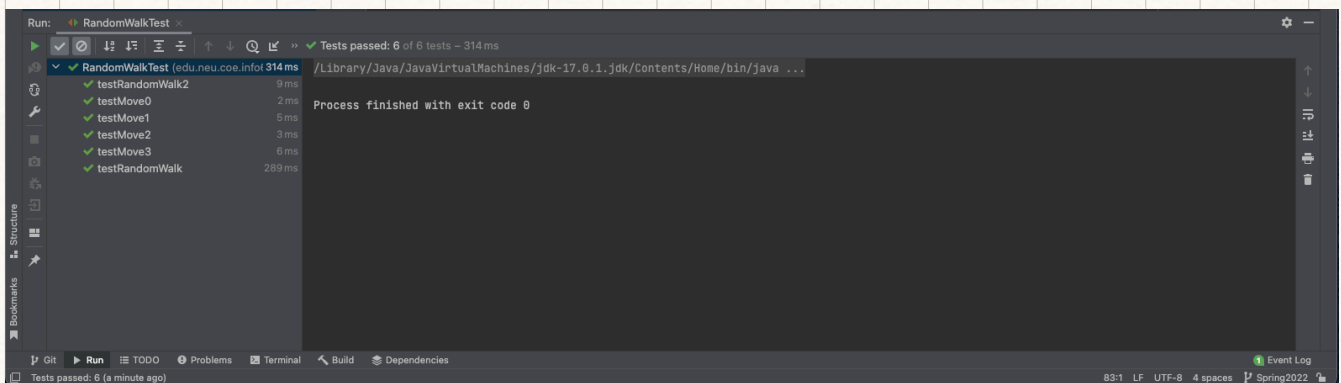 Run: RandomWalkTest
Tests passed: 6 of 6 tests – 314 ms
RandomWalkTest (edu.neu.coe.info6 314 ms
testRandomWalk2 9 ms
testMove0 2 ms
testMove1 5 ms
testMove2 3 ms
testMove3 6 ms
testRandomWalk 289 ms
/Library/Java/JavaVirtualMachines/jdk-17.0.1.jdk/Contents/Home/bin/java ...
Process finished with exit code 0
Structure
Bookmarks
Git Run TODO Problems Terminal Build Dependencies 1 Event Log
Tests passed: 6 (a minute ago) 83:1 LF UTF-8 4 spaces Spring2022